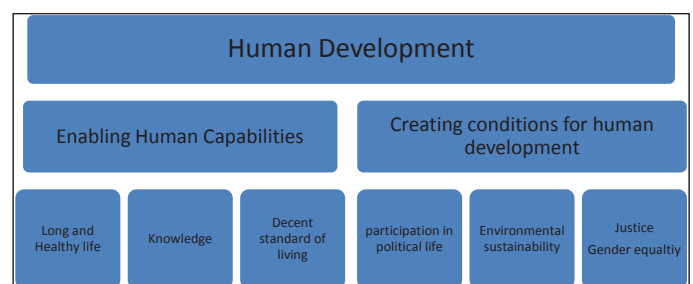 Human Development
Enabling Human Capabilities
Creating conditions for human
development
Long and
Healthy life
Knowledge
Decent
standard of
living
participation in
political life
Environmental
sustainability
Justice
Gender equaltiy